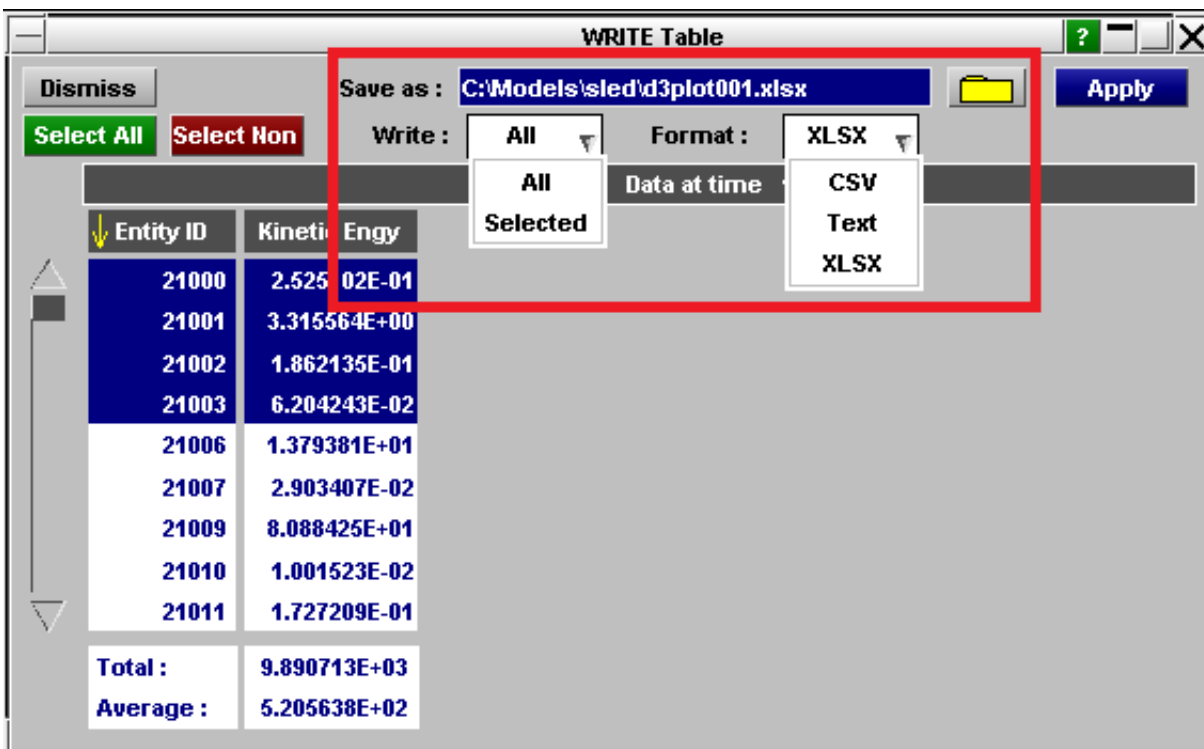 WRITE Table
?
Dismiss Save as : C:\Models\sled\d3plot001.xlsx Apply
Select All Select Non Write : All Format : XLSX
All Data at time CSV
Selected Text
XLSX
Entity ID Kinetic Engy
21000
21001 3.315564E+00
21002 1.862135E-01
21003 6.204243E-02
21006 1.379381E+01
21007 2.903407E-02
21009 8.088425E+01
21010 1.001523E-02
21011 1.727209E-01
Total : 9.890713E+03
Average : 5.205638E+02